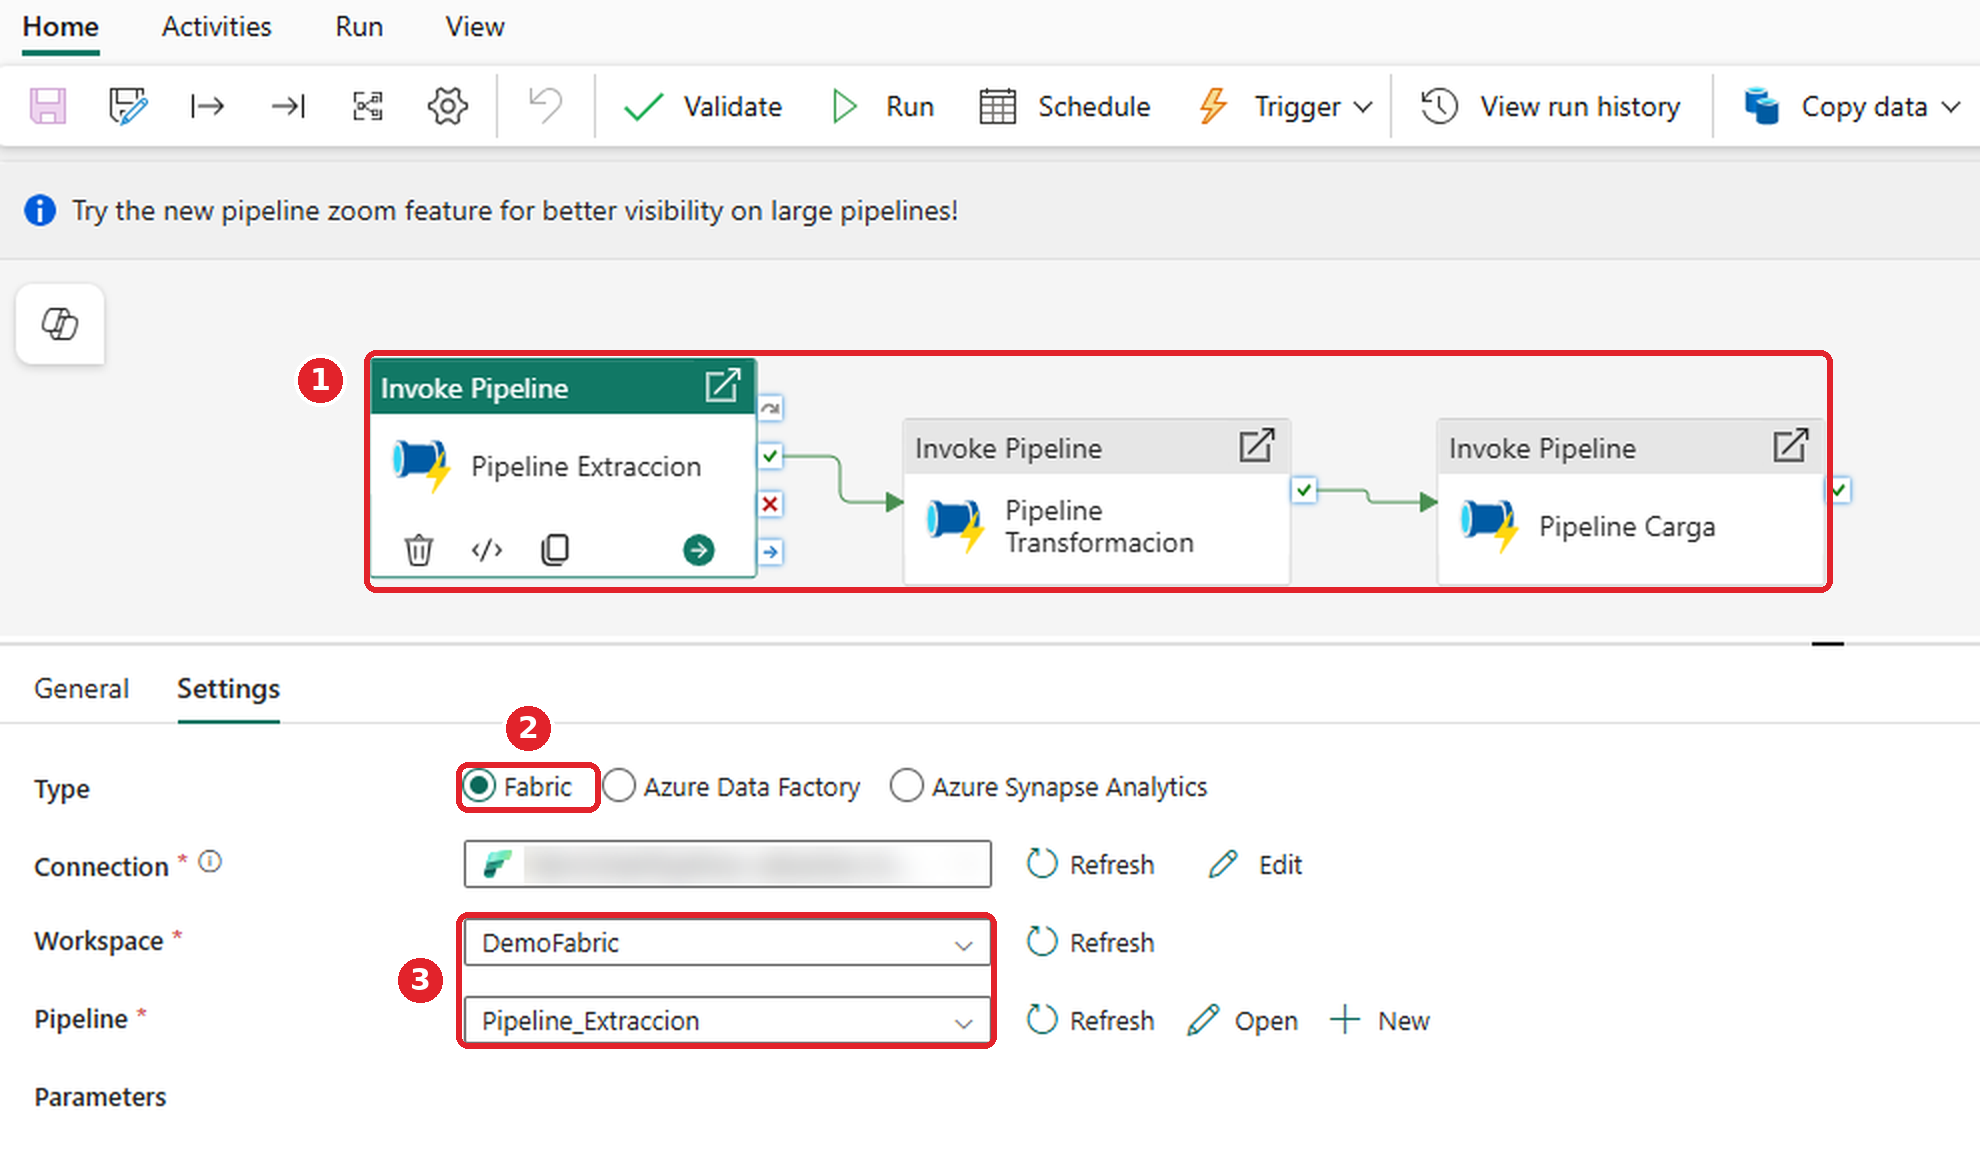 Home Activities Run View
Validate Run Schedule Trigger View run history Copy data
Try the new pipeline zoom feature for better visibility on large pipelines!
1
Invoke Pipeline
Pipeline Extraccion
Invoke Pipeline
Pipeline
Transformacion
Invoke Pipeline
Pipeline Carga
General Settings
2
Type Fabric Azure Data Factory Azure Synapse Analytics
Connection * Refresh Edit
Workspace * DemoFabric Refresh
3
Pipeline * Pipeline_Extraccion Refresh Open New
Parameters